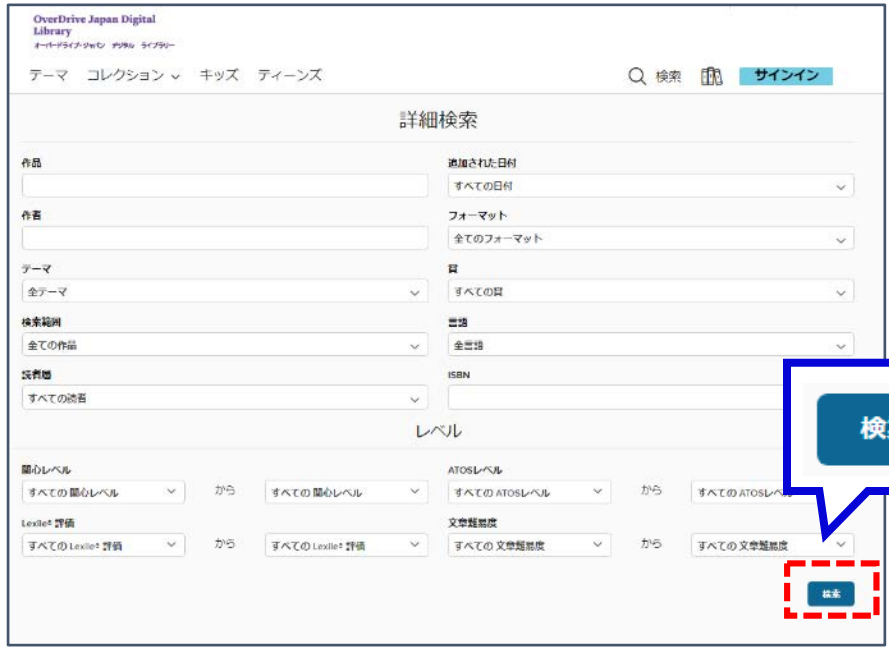 OverDrive Japan Digital
Library
オーバードライブ・ジャパン デジタル ライブラリー
テーマ コレクション キッズ ティーンズ 検索 サインイン
詳細検索
作品 追加された日付
すべての日付
作者 フォーマット
全てのフォーマット
テーマ 賞
全テーマ すべての賞
検索範囲 言語
全ての作品 全言語
読者層 ISBN
すべての読者
検
レベル
関心レベル ATOSレベル
すべての 関心レベル から すべての 関心レベル すべての ATOSレベル から すべての ATOSレベル
Lexile® 評価 文章難易度
すべての Lexile® 評価 から すべての Lexile® 評価 すべての 文章難易度 から すべての 文章難易度
検索